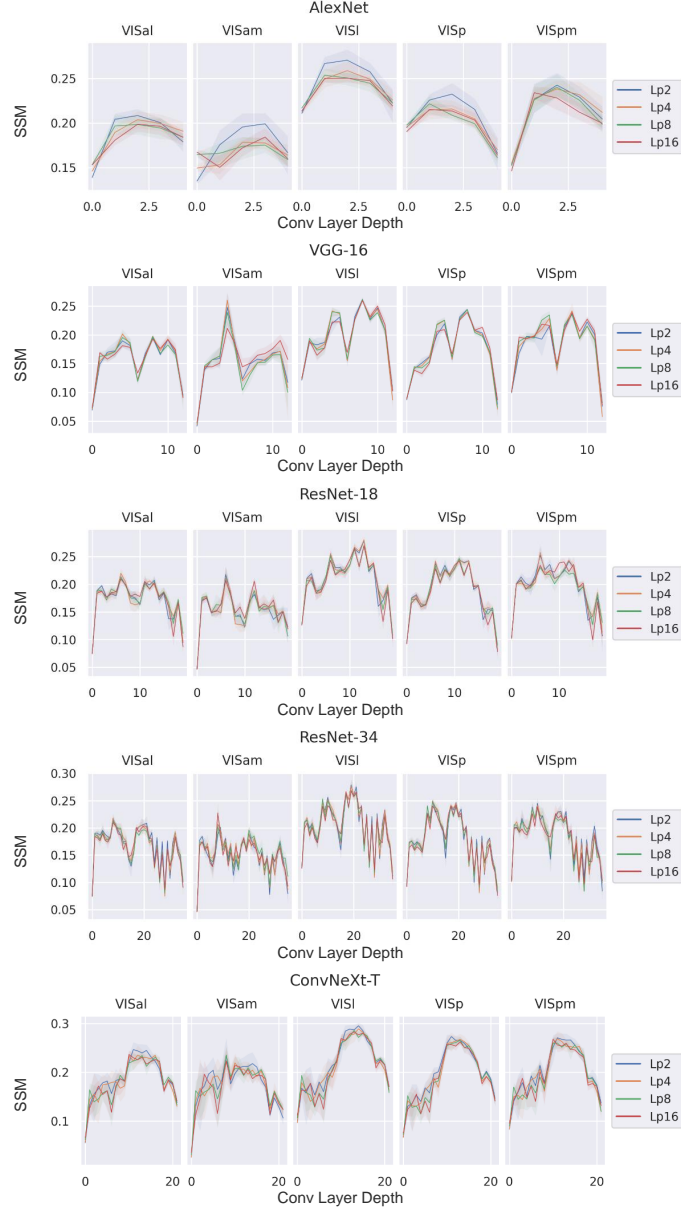 AlexNet
VISal VISam VISl VISp VISpm
SSM
0.25
0.20
0.15
0.0 2.5 0.0 2.5 0.0 2.5 0.0 2.5 0.0 2.5
Conv Layer Depth
Lp2
Lp4
Lp8
Lp16
VGG-16
VISal VISam VISl VISp VISpm
SSM
0.25
0.20
0.15
0.10
0.05
0 10 0 10 0 10 0 10 0 10
Conv Layer Depth
Lp2
Lp4
Lp8
Lp16
ResNet-18
VISal VISam VISl VISp VISpm
SSM
0.25
0.20
0.15
0.10
0.05
0 10 0 10 0 10 0 10 0 10
Conv Layer Depth
Lp2
Lp4
Lp8
Lp16
ResNet-34
VISal VISam VISl VISp VISpm
SSM
0.30
0.25
0.20
0.15
0.10
0.05
0 20 0 20 0 20 0 20 0 20
Conv Layer Depth
Lp2
Lp4
Lp8
Lp16
ConvNeXt-T
VISal VISam VISl VISp VISpm
SSM
0.3
0.2
0.1
0 20 0 20 0 20 0 20 0 20
Conv Layer Depth
Lp2
Lp4
Lp8
Lp16